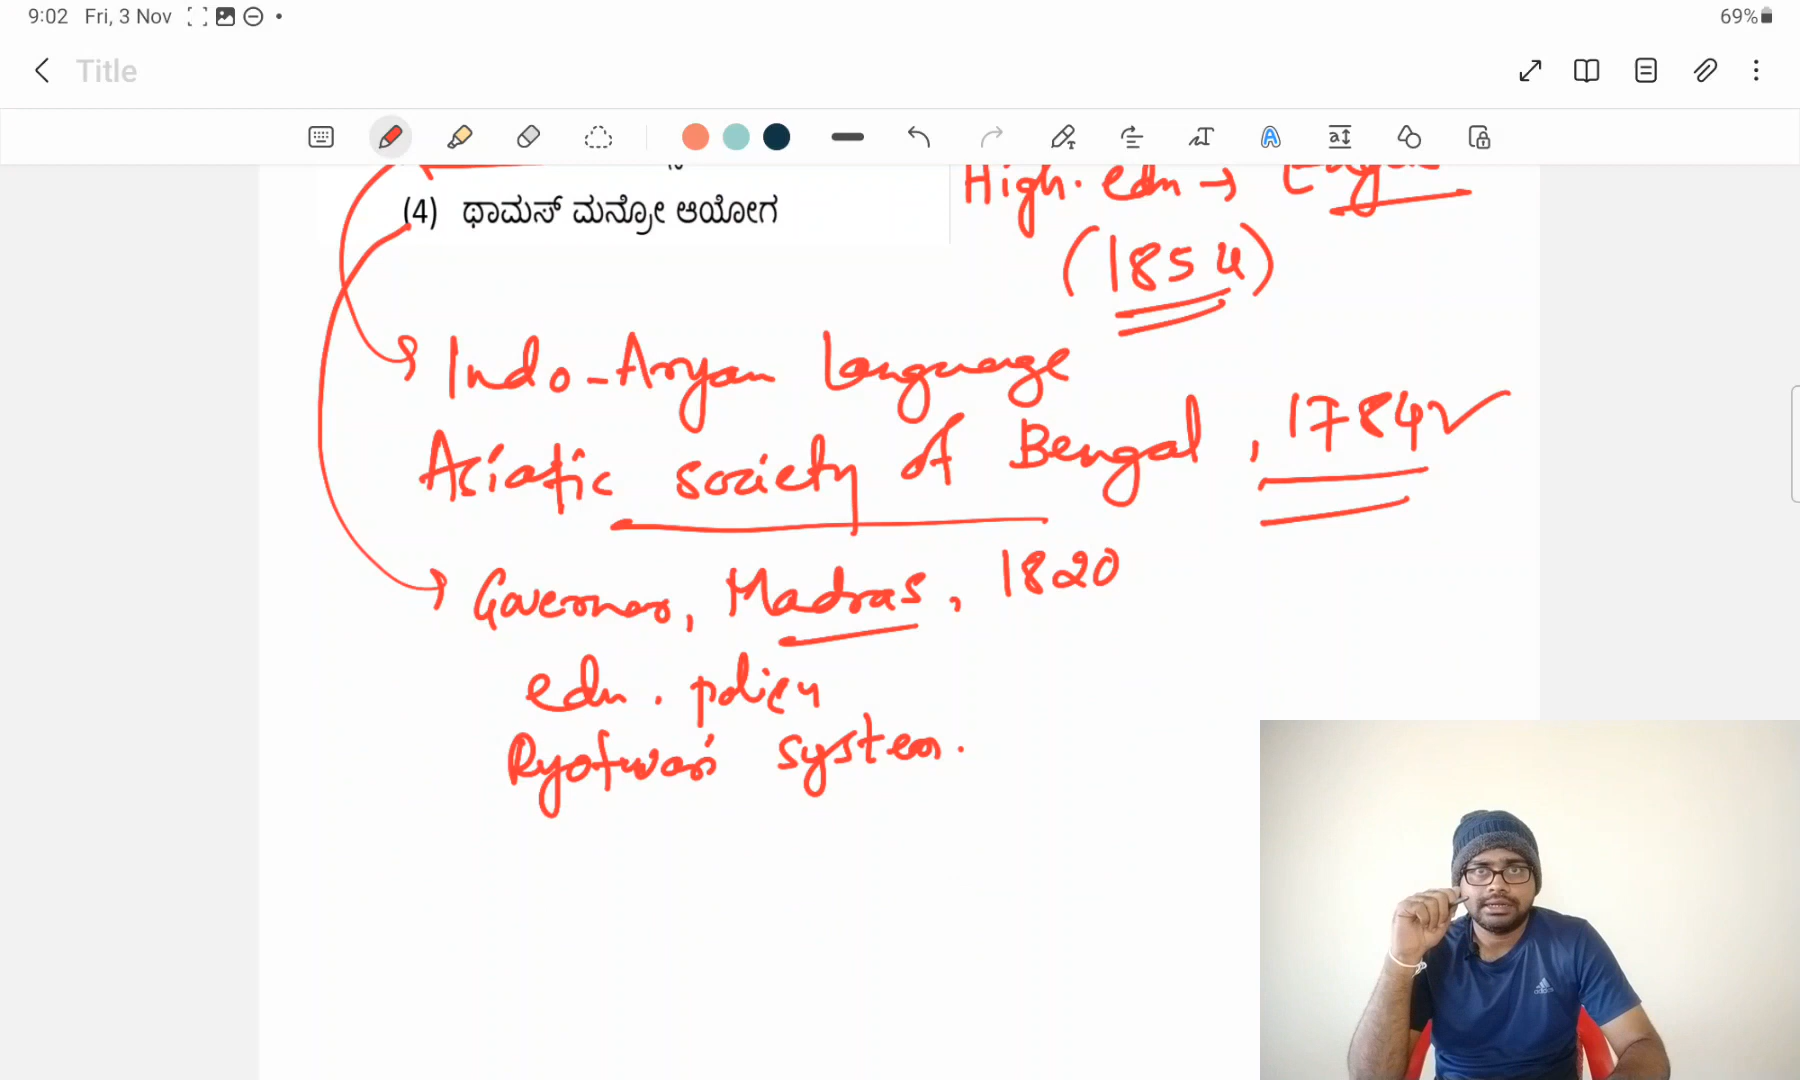 9:02 Fri, 3 Nov
69%
Title
High. edn →
(4) ಥಾಮಸ್ ಮನ್ರೋ ಆಯೋಗ
(1854)
Indo-Aryan Language
Asiatic society of Bengal, 1784
Governor, Madras, 1820
edn. policy
Ryotwari system.
adidas